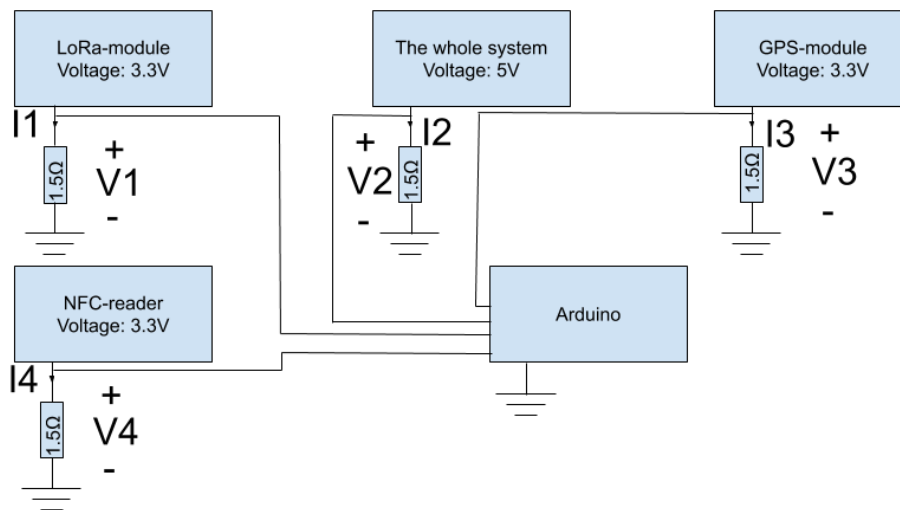 LoRa-module
Voltage: 3.3V
The whole system
Voltage: 5V
GPS-module
Voltage: 3.3V
I1
1.5Ω
+
V1
-
I2
1.5Ω
+
V2
-
I3
1.5Ω
+
V3
-
NFC-reader
Voltage: 3.3V
Arduino
I4
1.5Ω
+
V4
-